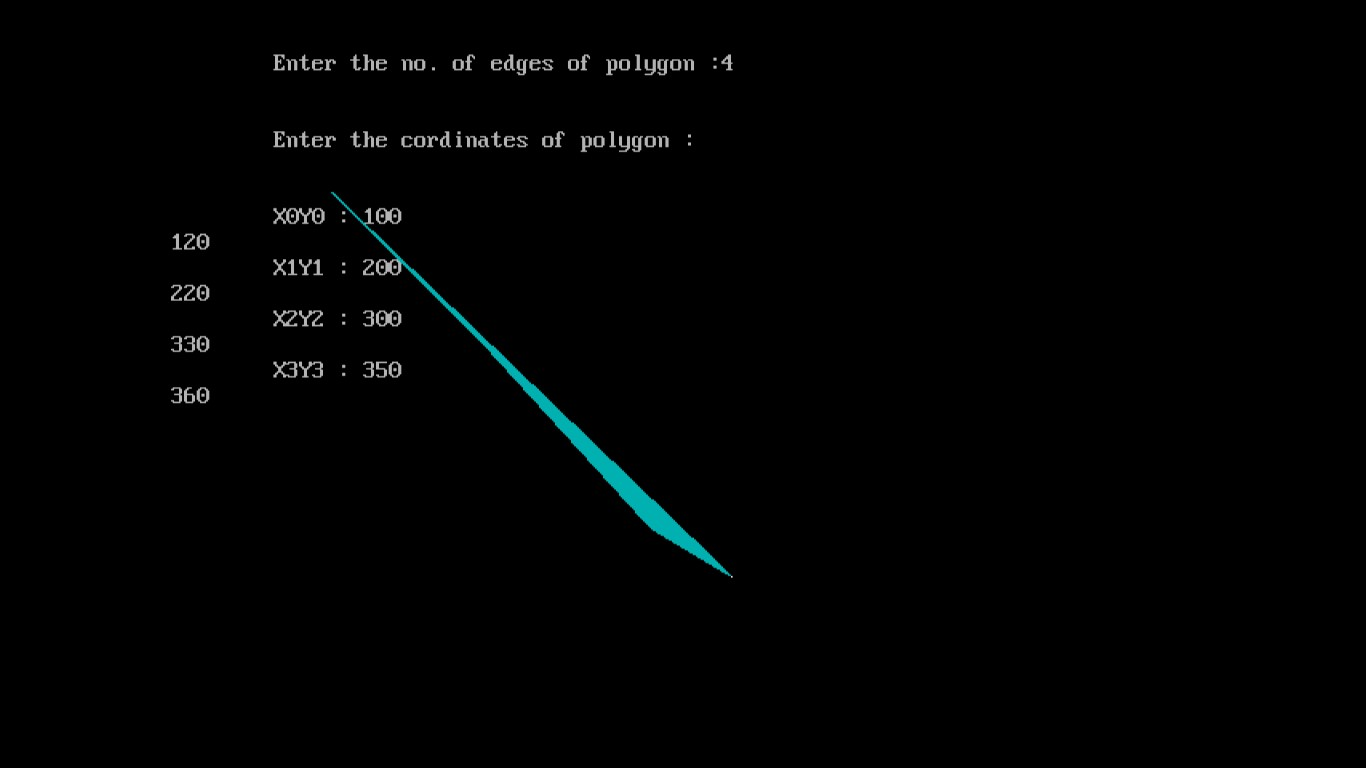 Enter the no. of edges of polygon :4
Enter the cordinates of polygon :
X0Y0 : 100
120
X1Y1 : 200
220
X2Y2 : 300
330
X3Y3 : 350
360